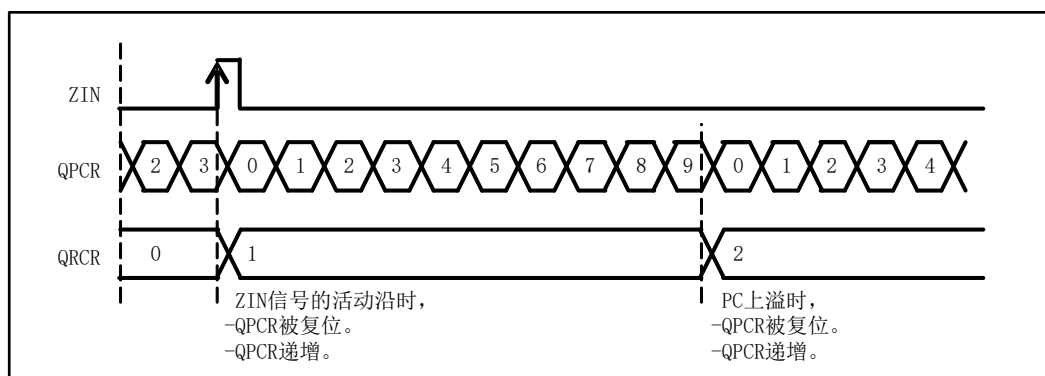 ZIN
QPCR 2 3 0 1 2 3 4 5 6 7 8 9 0 1 2 3 4
QRCR 0 1 2
ZIN信号的活动沿时，
-QPCR被复位。
-QPCR递增。
PC上溢时，
-QPCR被复位。
-QPCR递增。